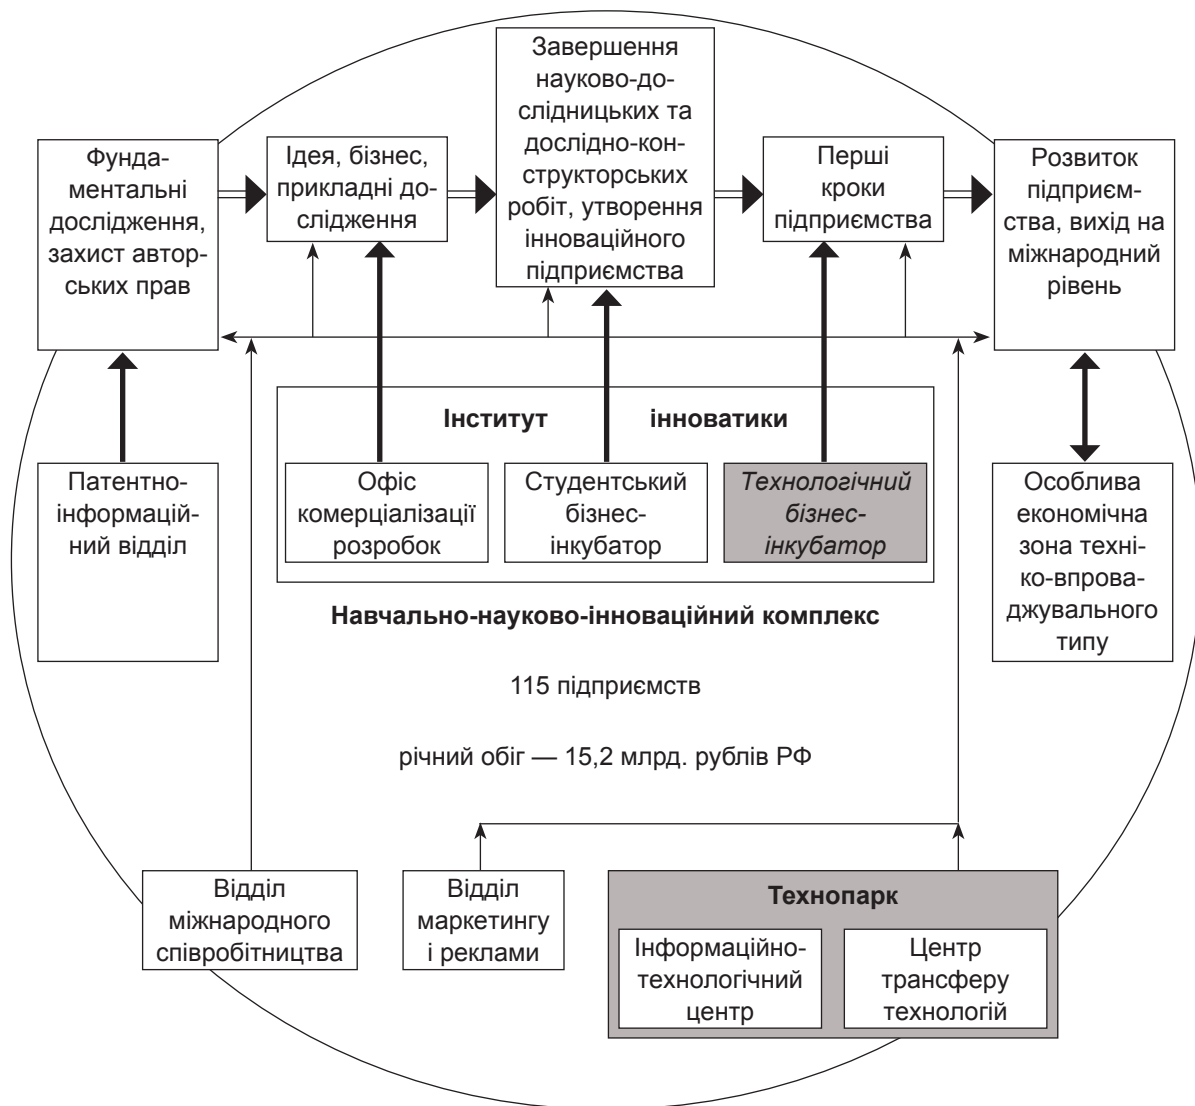 Фунда-
ментальні
дослідження,
захист автор-
ських прав
Ідея, бізнес,
прикладні до-
слідження
Завершення
науково-до-
слідницьких та
дослідно-кон-
структорських
робіт, утворення
інноваційного
підприємства
Перші
кроки
підприємства
Розвиток
підприєм-
ства, вихід на
міжнародний
рівень
Інститут інноватики
Патентно-
інформацій-
ний відділ
Офіс
комерціалізації
розробок
Студентський
бізнес-
інкубатор
Технологічний
бізнес-
інкубатор
Особлива
економічна
зона техні-
ко-впрова-
джувального
типу
Навчально-науково-інноваційний комплекс
115 підприємств
річний обіг — 15,2 млрд. рублів РФ
Відділ
міжнародного
співробітництва
Відділ
маркетингу
і реклами
Технопарк
Інформаційно-
технологічний
центр
Центр
трансферу
технологій